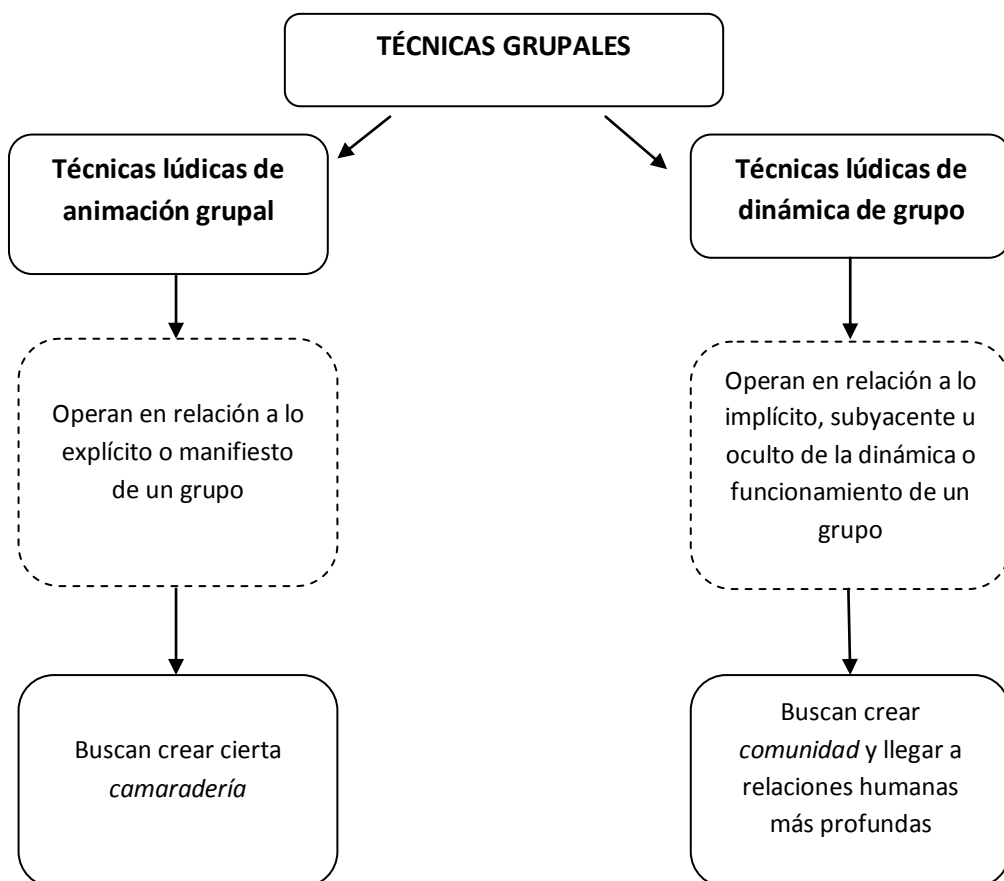 TÉCNICAS GRUPALES
Técnicas lúdicas de
animación grupal
Técnicas lúdicas de
dinámica de grupo
Operan en relación a lo
explícito o manifiesto
de un grupo
Operan en relación a lo
implícito, subyacente u
oculto de la dinámica o
funcionamiento de un
grupo
Buscan crear cierta
camaradería
Buscan crear
comunidad y llegar a
relaciones humanas
más profundas